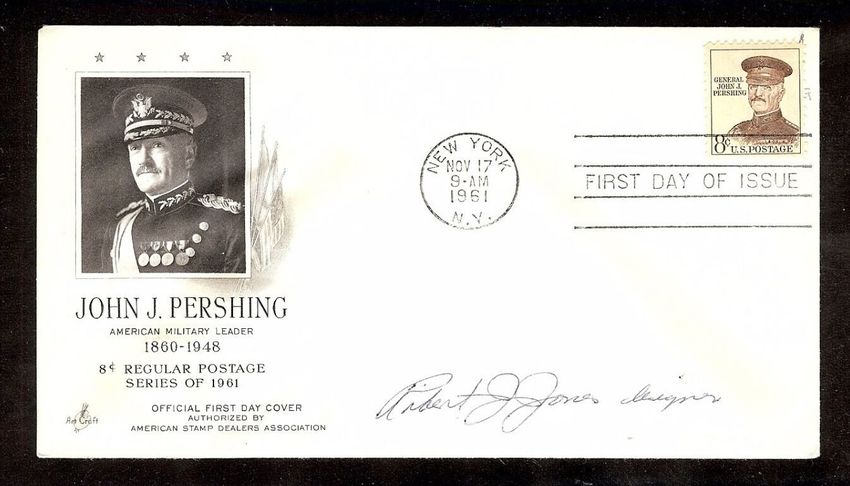 JOHN J. PERSHING
AMERICAN MILITARY LEADER
1860-1948
8¢ REGULAR POSTAGE
SERIES OF 1961
Art Craft
OFFICIAL FIRST DAY COVER
AUTHORIZED BY
AMERICAN STAMP DEALERS ASSOCIATION
NEW YORK
NOV 17
9-AM
1961
N.Y.
GENERAL
JOHN J.
PERSHING
8¢ U.S. POSTAGE
FIRST DAY OF ISSUE
Robert J. Jones designer